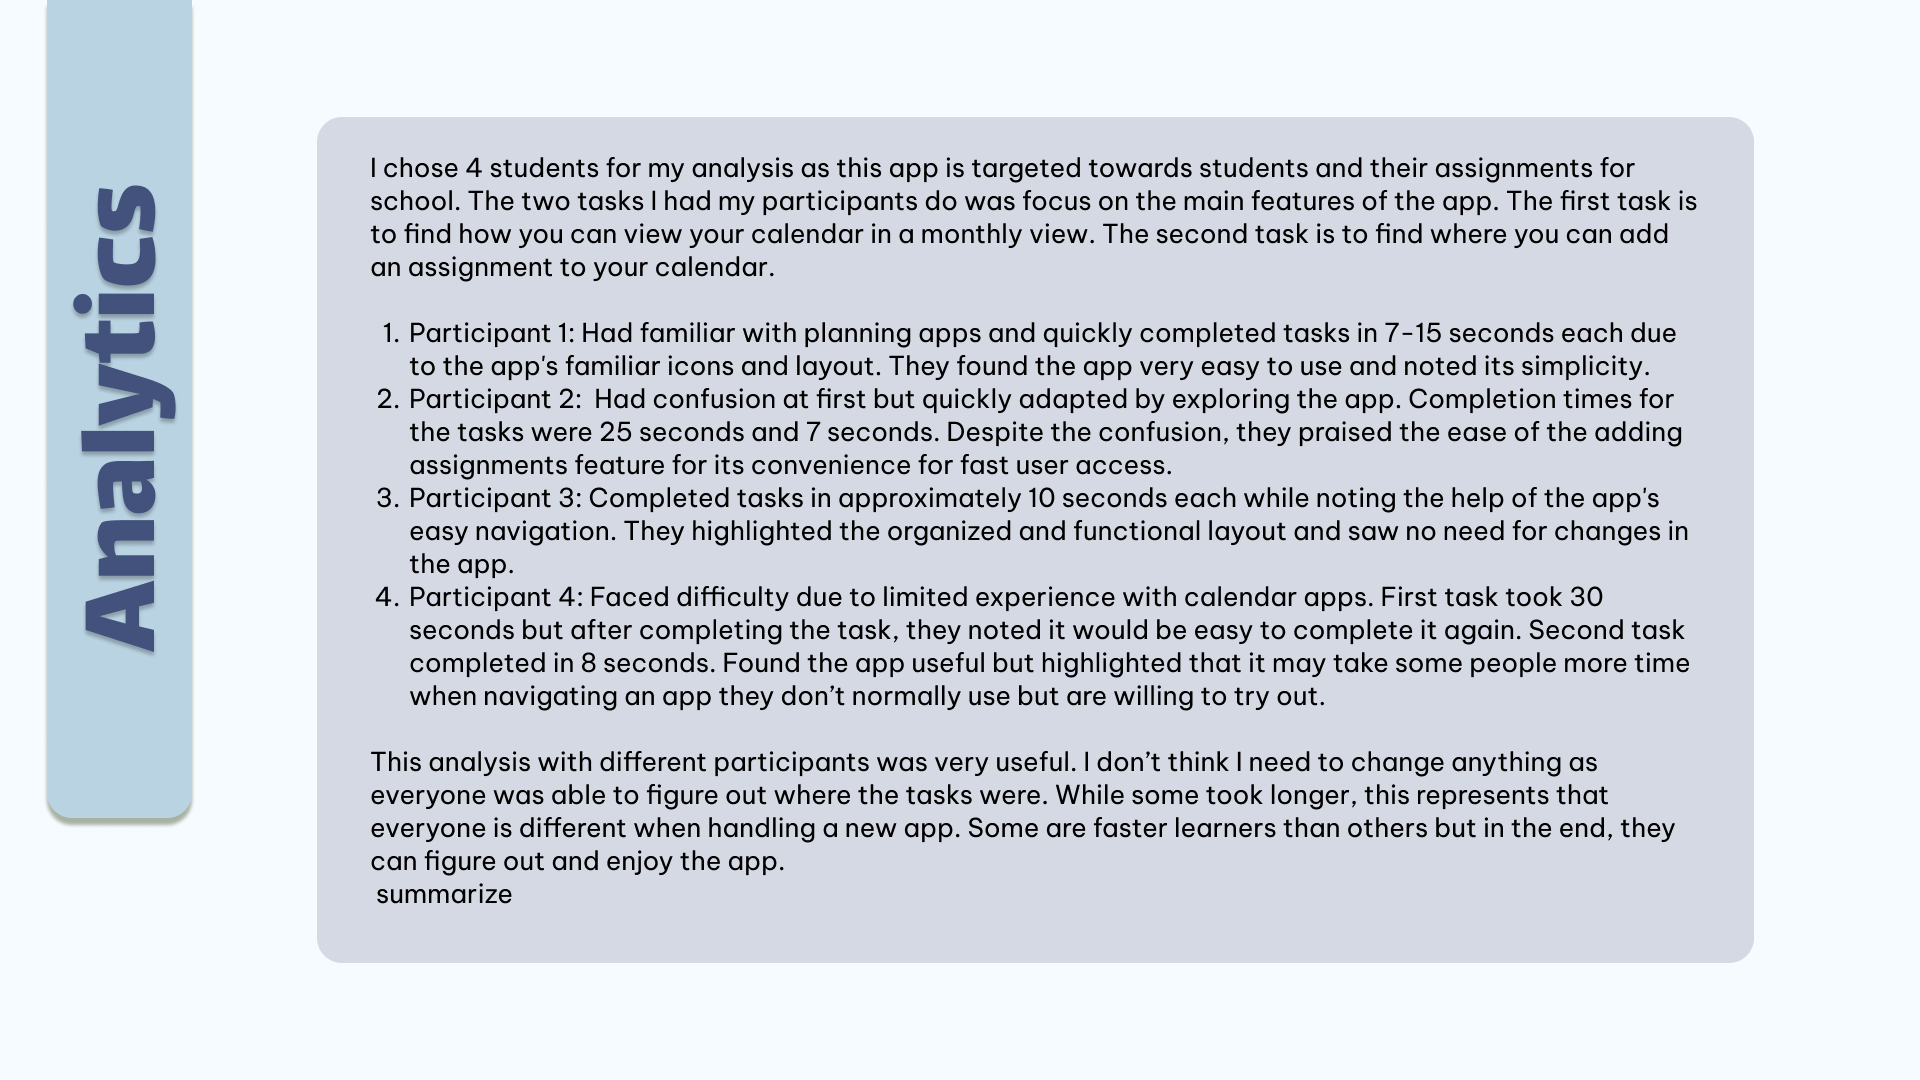 Analytics
I chose 4 students for my analysis as this app is targeted towards students and their assignments for
school. The two tasks I had my participants do was focus on the main features of the app. The first task is
to find how you can view your calendar in a monthly view. The second task is to find where you can add
an assignment to your calendar.
1. Participant 1: Had familiar with planning apps and quickly completed tasks in 7-15 seconds each due
to the app's familiar icons and layout. They found the app very easy to use and noted its simplicity.
2. Participant 2:  Had confusion at first but quickly adapted by exploring the app. Completion times for
the tasks were 25 seconds and 7 seconds. Despite the confusion, they praised the ease of the adding
assignments feature for its convenience for fast user access.
3. Participant 3: Completed tasks in approximately 10 seconds each while noting the help of the app's
easy navigation. They highlighted the organized and functional layout and saw no need for changes in
the app.
4. Participant 4: Faced difficulty due to limited experience with calendar apps. First task took 30
seconds but after completing the task, they noted it would be easy to complete it again. Second task
completed in 8 seconds. Found the app useful but highlighted that it may take some people more time
when navigating an app they don’t normally use but are willing to try out.
This analysis with different participants was very useful. I don’t think I need to change anything as
everyone was able to figure out where the tasks were. While some took longer, this represents that
everyone is different when handling a new app. Some are faster learners than others but in the end, they
can figure out and enjoy the app.
summarize